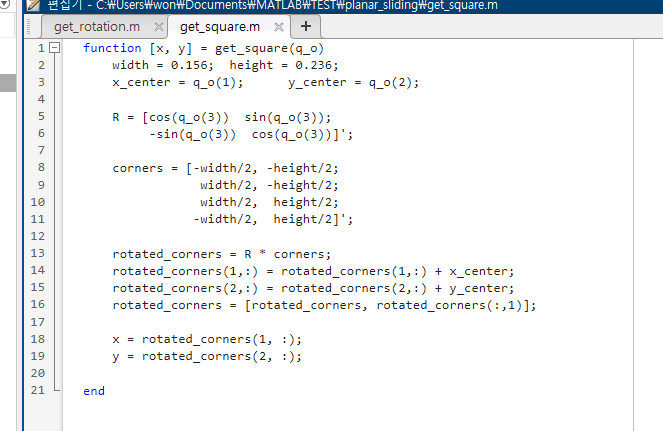 편집기 - C:₩Users₩won₩Documents₩MATLAB₩TEST₩planar_sliding₩get_square.m
get_rotation.m × get_square.m × +
1 function [x, y] = get_square(q_o)
2 width = 0.156; height = 0.236;
3 x_center = q_o(1); y_center = q_o(2);
4
5 R = [cos(q_o(3)) sin(q_o(3));
6 -sin(q_o(3)) cos(q_o(3))]';
7
8 corners = [-width/2, -height/2;
9 width/2, -height/2;
10 width/2, height/2;
11 -width/2, height/2]';
12
13 rotated_corners = R * corners;
14 rotated_corners(1,:) = rotated_corners(1,:) + x_center;
15 rotated_corners(2,:) = rotated_corners(2,:) + y_center;
16 rotated_corners = [rotated_corners, rotated_corners(:,1)];
17
18 x = rotated_corners(1, :);
19 y = rotated_corners(2, :);
20
21 end